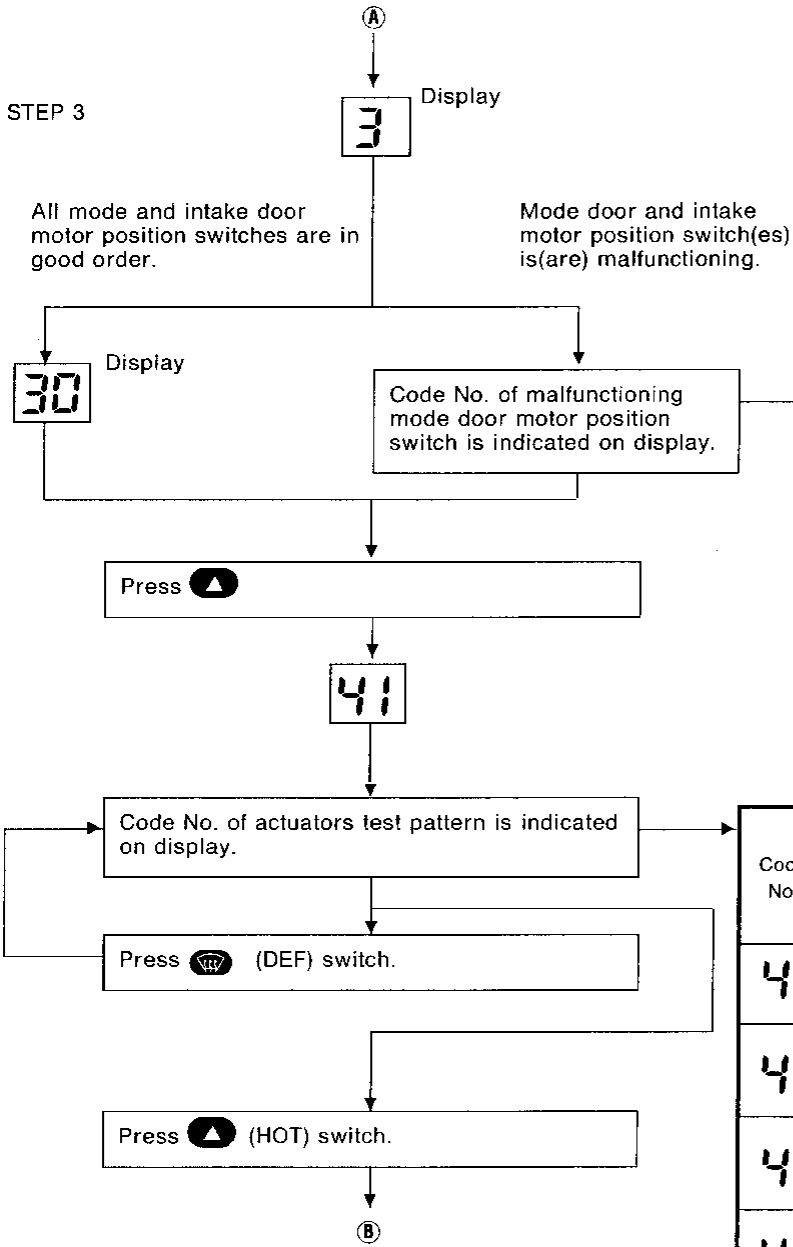 A
STEP 3
3
Display
All mode and intake door
motor position switches are in
good order.
Mode door and intake
motor position switch(es)
is(are) malfunctioning.
30
Display
Code No. of malfunctioning
mode door motor position
switch is indicated on display.
Press
41
Code No. of actuators test pattern is indicated
on display.
Press (DEF) switch.
Press (HOT) switch.
B
No
4
4
4